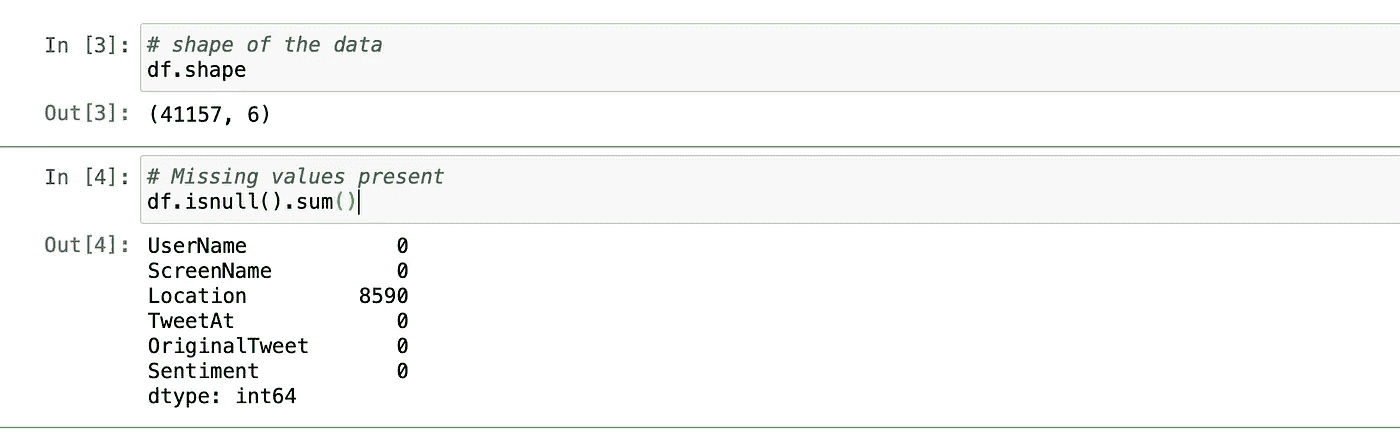 In [3]: # shape of the data
df.shape
Out[3]: (41157, 6)
In [4]: # Missing values present
df.isnull().sum()
Out[4]: UserName 0
ScreenName 0
Location 8590
TweetAt 0
OriginalTweet 0
Sentiment 0
dtype: int64